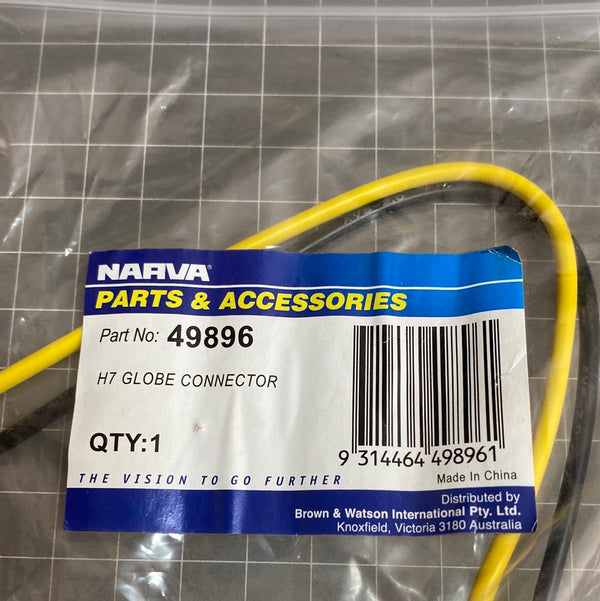 NARVA®
PARTS & ACCESSORIES
Part No: 49896
H7 GLOBE CONNECTOR
QTY:1
9 314464 498961
Made In China
THE VISION TO GO FURTHER
Distributed by
Brown & Watson International Pty. Ltd.
Knoxfield, Victoria 3180 Australia